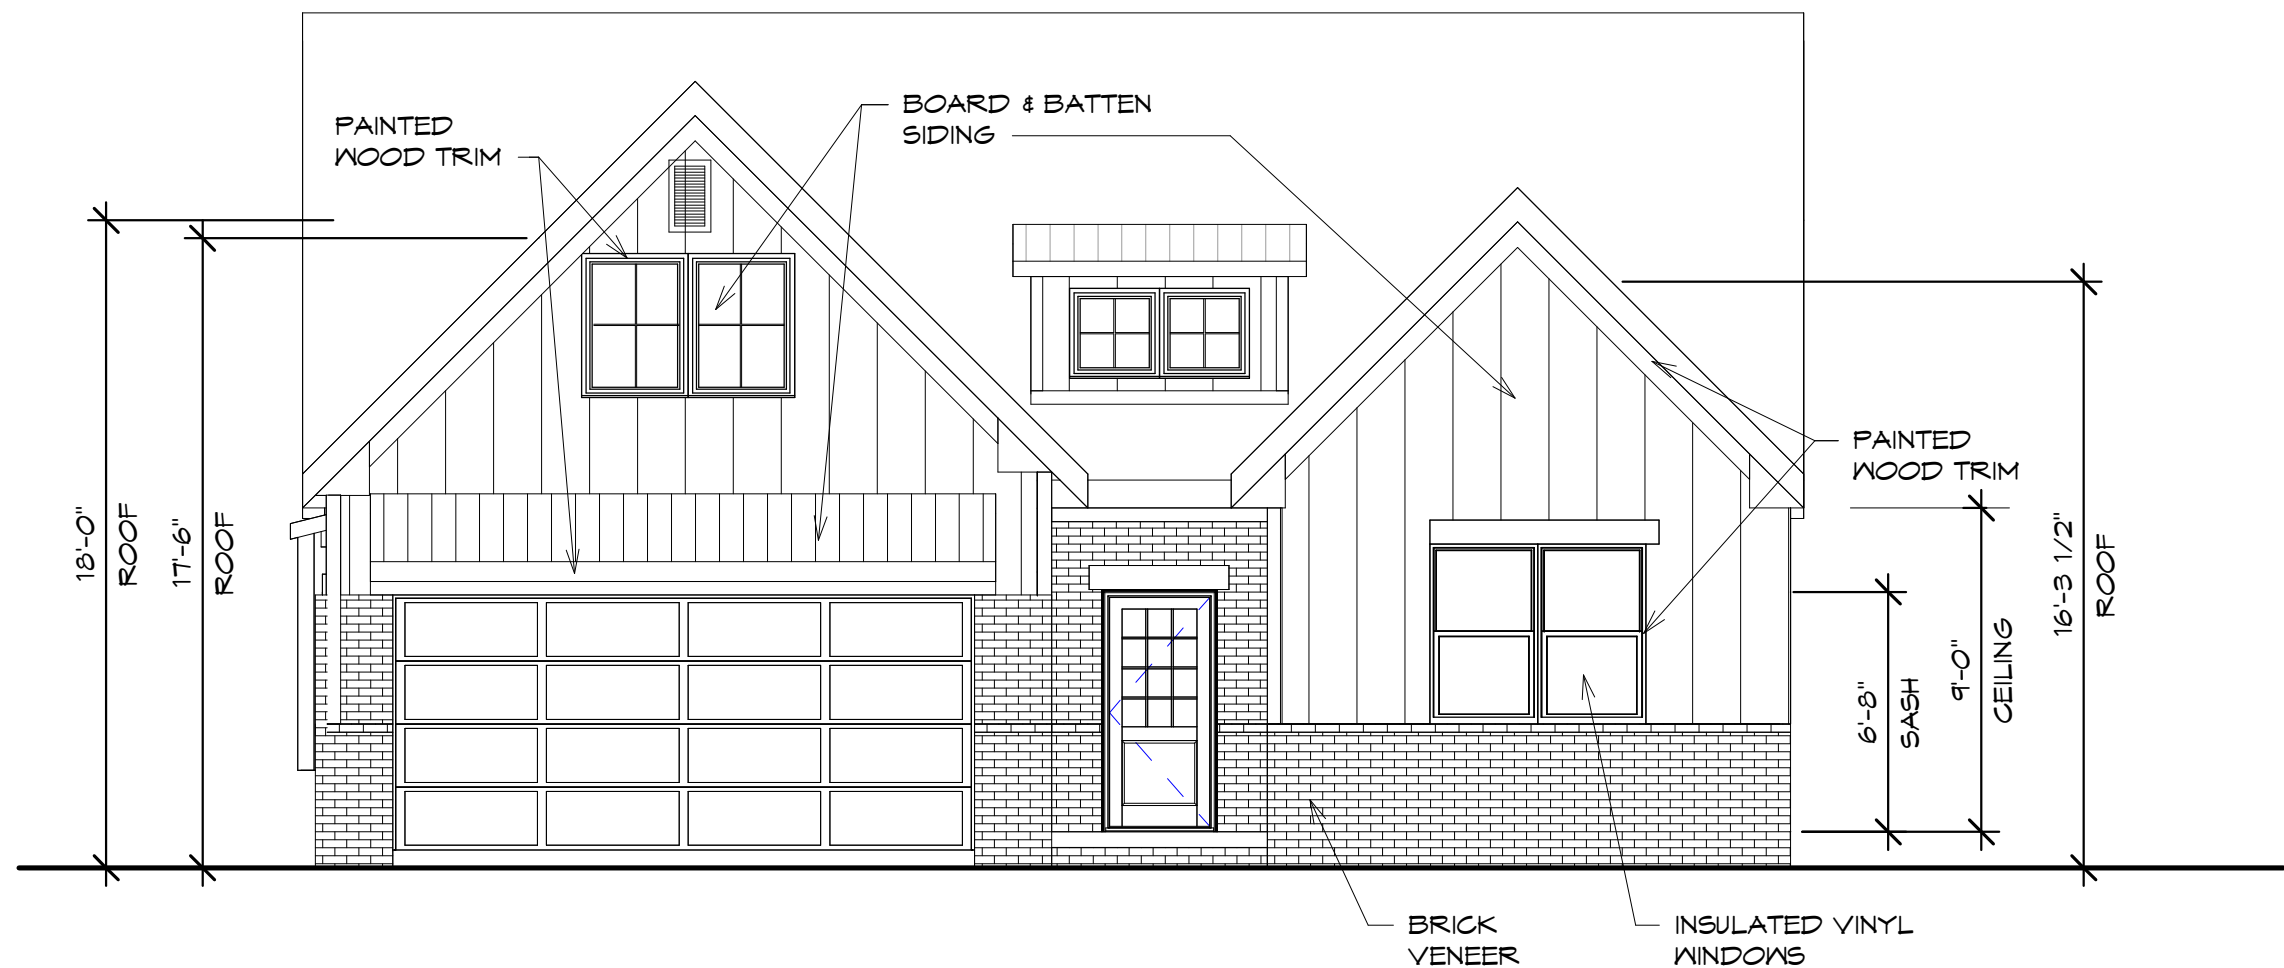 BOARD & BATTEN
SIDING
PAINTED
WOOD TRIM
PAINTED
WOOD TRIM
18'-0"
ROOF
17'-6"
ROOF
6'-8"
SASH
9'-0"
CEILING
16'-3 1/2"
ROOF
BRICK
VENEER
INSULATED VINYL
WINDOWS